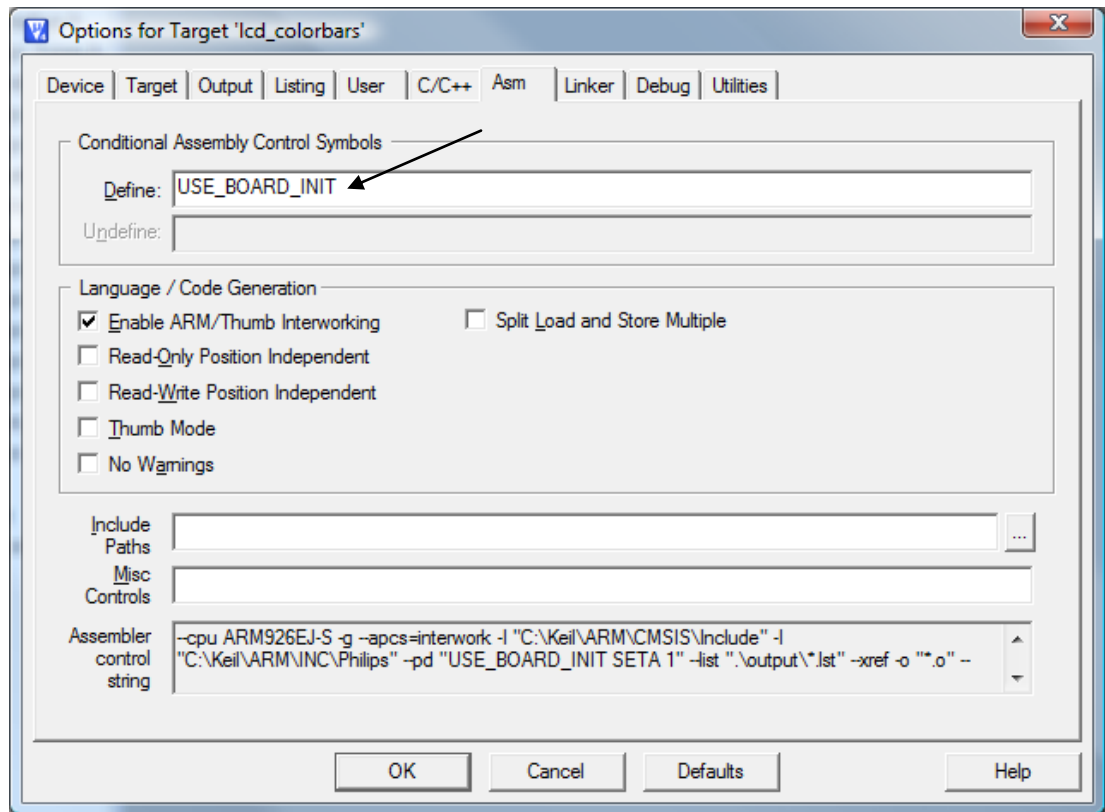 Options for Target 'lcd_colorbars'
Device Target Output Listing User C/C++ Asm Linker Debug Utilities
Conditional Assembly Control Symbols
Define: USE_BOARD_INIT
Undefine:
Language / Code Generation
Enable ARM/Thumb Interworking Split Load and Store Multiple
Read-Only Position Independent
Read-Write Position Independent
Thumb Mode
No Warnings
Include
Paths
...
Misc
Controls
Assembler
control
string
--cpu ARM926EJ-S -g --apcs=interwork -I "C:\Keil\ARM\CMSIS\Include" -I
"C:\Keil\ARM\INC\Philips" --pd "USE_BOARD_INIT SETA 1" --list ".\output\*.lst" --xref -o "*.o" --
OK Cancel Defaults Help